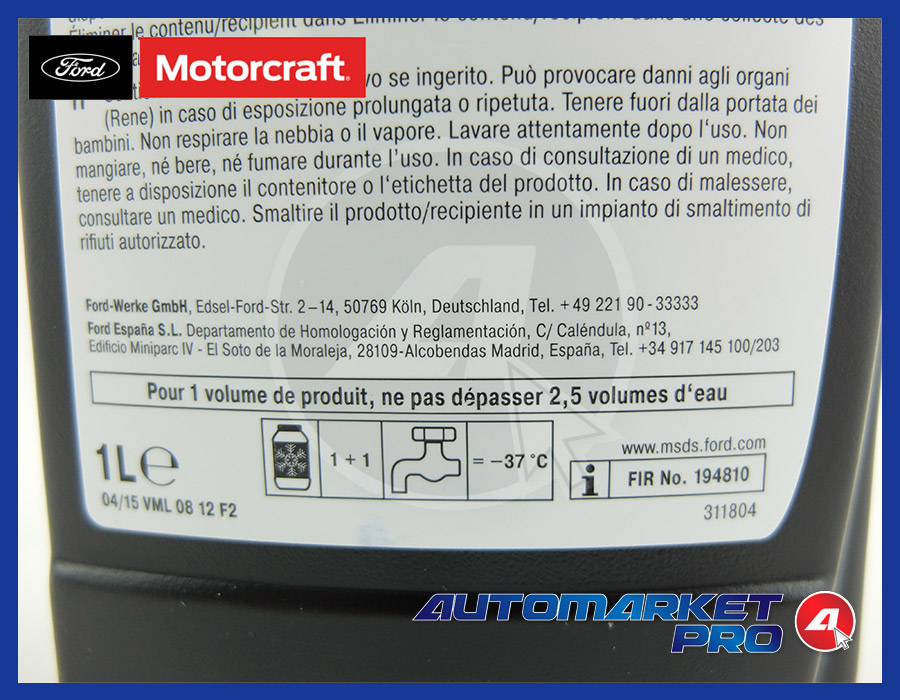 Éliminer le contenu/récipient dans Éliminer le contenu/récipient dans une collecte des
Ford Motorcraft
vo se ingerito. Può provocare danni agli organi
(Rene) in caso di esposizione prolungata o ripetuta. Tenere fuori dalla portata dei
bambini. Non respirare la nebbia o il vapore. Lavare attentamente dopo l'uso. Non
mangiare, né bere, né fumare durante l'uso. In caso di consultazione di un medico,
tenere a disposizione il contenitore o l'etichetta del prodotto. In caso di malessere,
consultare un medico. Smaltire il prodotto/recipiente in un impianto di smaltimento di
rifiuti autorizzato.
Ford-Werke GmbH, Edsel-Ford-Str. 2–14, 50769 Köln, Deutschland, Tel. +49 221 90-33333
Ford España S.L. Departamento de Homologación y Reglamentación, C/ Caléndula, nº13,
Edificio Miniparc IV - El Soto de la Moraleja, 28109-Alcobendas Madrid, España, Tel. +34 917 145 100/203
Pour 1 volume de produit, ne pas dépasser 2,5 volumes d'eau
1L℮
1 + 1 = –37 °C
www.msds.ford.com
i FIR No. 194810
04/15 VML 08 12 F2
311804
AUTOMARKET
PRO 4